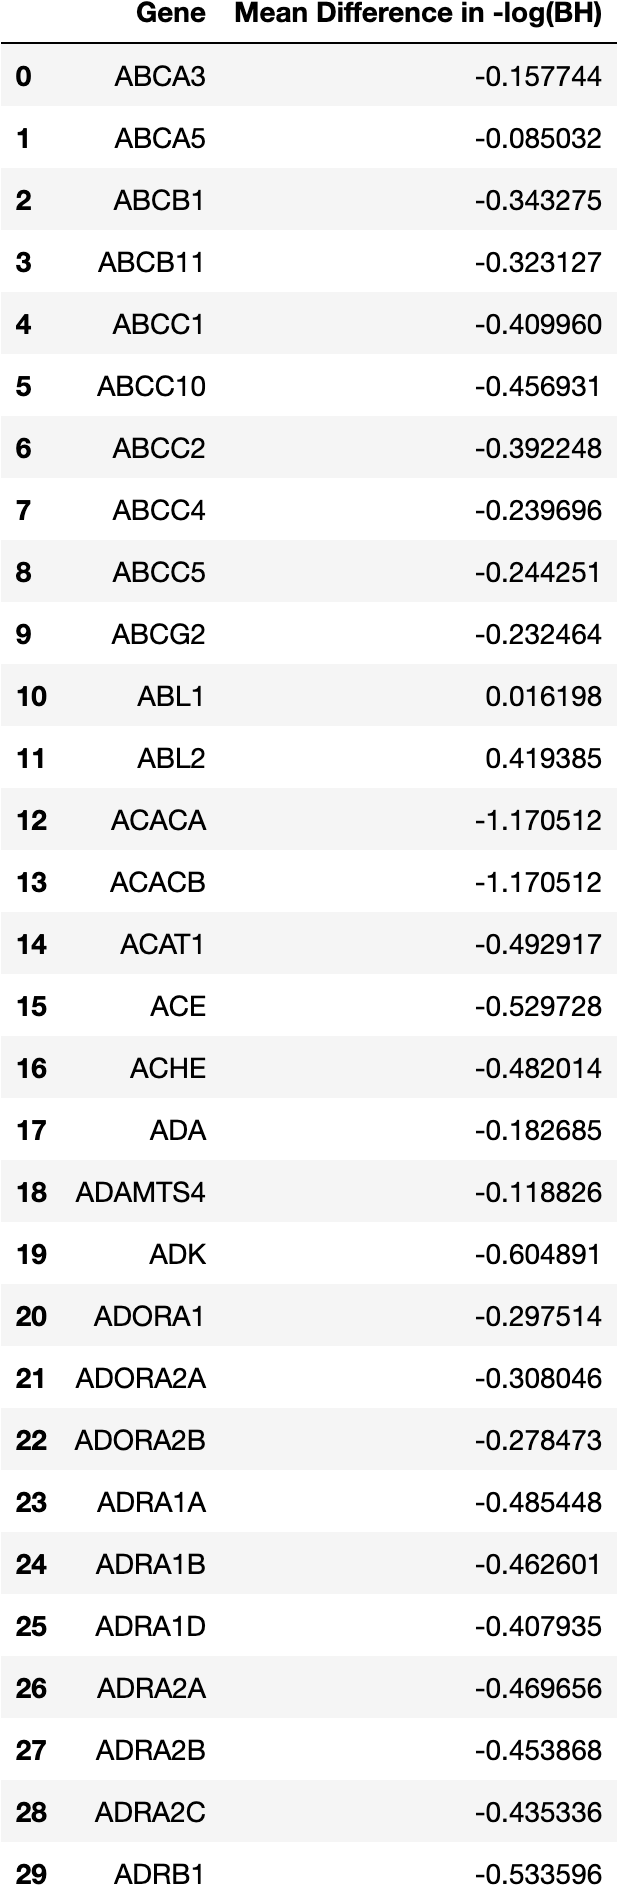 Gene Mean Difference in -log(BH)
0 ABCA3 -0.157744
1 ABCA5 -0.085032
2 ABCB1 -0.343275
3 ABCB11 -0.323127
4 ABCC1 -0.409960
5 ABCC10 -0.456931
6 ABCC2 -0.392248
7 ABCC4 -0.239696
8 ABCC5 -0.244251
9 ABCG2 -0.232464
10 ABL1 0.016198
11 ABL2 0.419385
12 ACACA -1.170512
13 ACACB -1.170512
14 ACAT1 -0.492917
15 ACE -0.529728
16 ACHE -0.482014
17 ADA -0.182685
18 ADAMTS4 -0.118826
19 ADK -0.604891
20 ADORA1 -0.297514
21 ADORA2A -0.308046
22 ADORA2B -0.278473
23 ADRA1A -0.485448
24 ADRA1B -0.462601
25 ADRA1D -0.407935
26 ADRA2A -0.469656
27 ADRA2B -0.453868
28 ADRA2C -0.435336
29 ADRB1 -0.533596